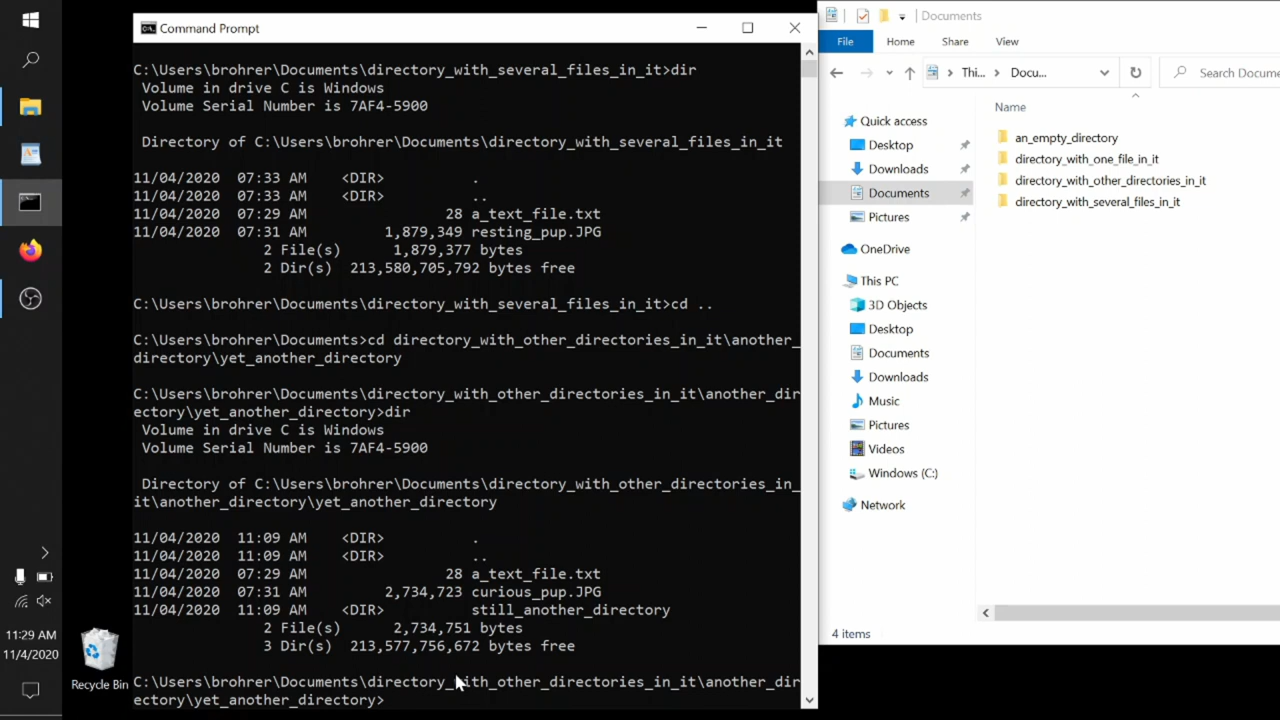 Command Prompt
C:\Users\brohrer\Documents\directory_with_several_files_in_it>dir
Volume in drive C is Windows
Volume Serial Number is 7AF4-5900
Directory of C:\Users\brohrer\Documents\directory_with_several_files_in_it
11/04/2020 07:33 AM <DIR> .
11/04/2020 07:33 AM <DIR> ..
11/04/2020 07:29 AM 28 a_text_file.txt
11/04/2020 07:31 AM 1,879,349 resting_pup.JPG
2 File(s) 1,879,377 bytes
2 Dir(s) 213,580,705,792 bytes free
C:\Users\brohrer\Documents\directory_with_several_files_in_it>cd ..
C:\Users\brohrer\Documents>cd directory_with_other_directories_in_it\another_
directory\yet_another_directory
C:\Users\brohrer\Documents\directory_with_other_directories_in_it\another_dir
ectory\yet_another_directory>dir
Volume in drive C is Windows
Volume Serial Number is 7AF4-5900
Directory of C:\Users\brohrer\Documents\directory_with_other_directories_in_
it\another_directory\yet_another_directory
11/04/2020 11:09 AM <DIR> .
11/04/2020 11:09 AM <DIR> ..
11/04/2020 07:29 AM 28 a_text_file.txt
11/04/2020 07:31 AM 2,734,723 curious_pup.JPG
11/04/2020 11:09 AM <DIR> still_another_directory
2 File(s) 2,734,751 bytes
3 Dir(s) 213,577,756,672 bytes free
C:\Users\brohrer\Documents\directory_with_other_directories_in_it\another_dir
ectory\yet_another_directory>
Documents
File Home Share View
Thi... Docu...
Search Docume
Name
Quick access
Desktop
Downloads
Documents
Pictures
OneDrive
This PC
3D Objects
Desktop
Documents
Downloads
Music
Pictures
Videos
Windows (C:)
Network
an_empty_directory
directory_with_one_file_in_it
directory_with_other_directories_in_it
directory_with_several_files_in_it
4 items
11:29 AM
11/4/2020
Recycle Bin